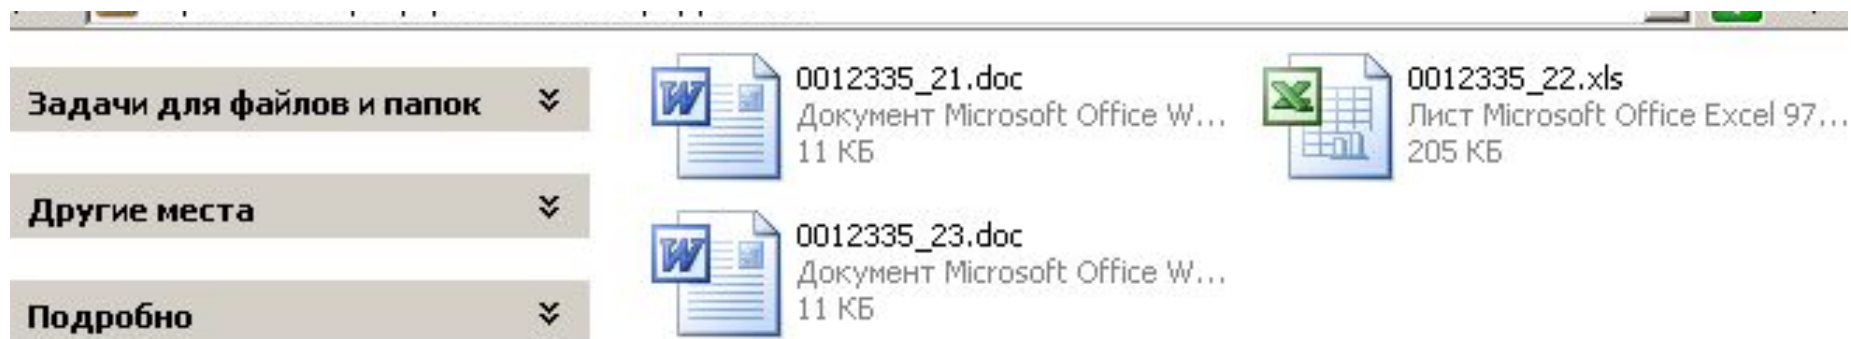 Задачи для файлов и папок
Другие места
Подробно
0012335_21.doc
Документ Microsoft Office W...
11 КБ
0012335_22.xls
Лист Microsoft Office Excel 97...
205 КБ
0012335_23.doc
Документ Microsoft Office W...
11 КБ